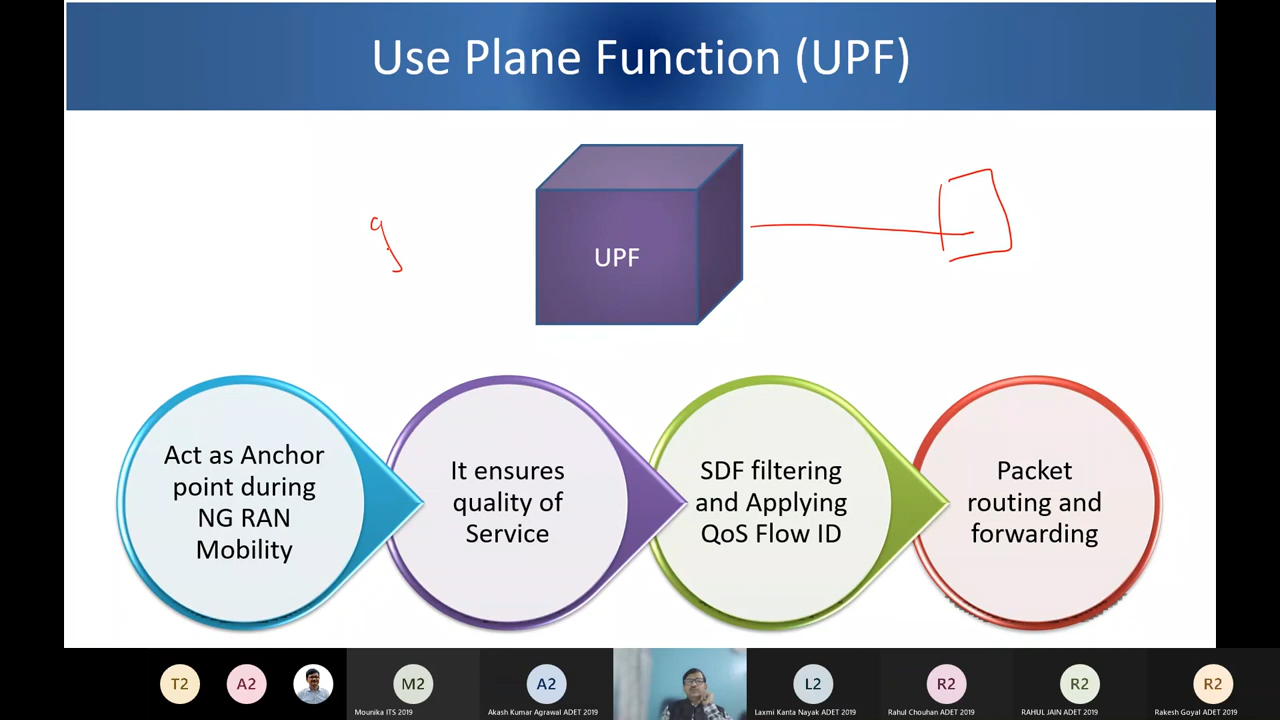 Use Plane Function (UPF)
UPF
g
Act as Anchor
point during
NG RAN
Mobility
It ensures
quality of
Service
SDF filtering
and Applying
QoS Flow ID
Packet
routing and
forwarding
T2
A2
M2
Mounika ITS 2019
A2
Akash Kumar Agrawal ADET 2019
L2
Laxmi Kanta Nayak ADET 2019
R2
Rahul Chouhan ADET 2019
R2
RAHUL JAIN ADET 2019
R2
Rakesh Goyal ADET 2019